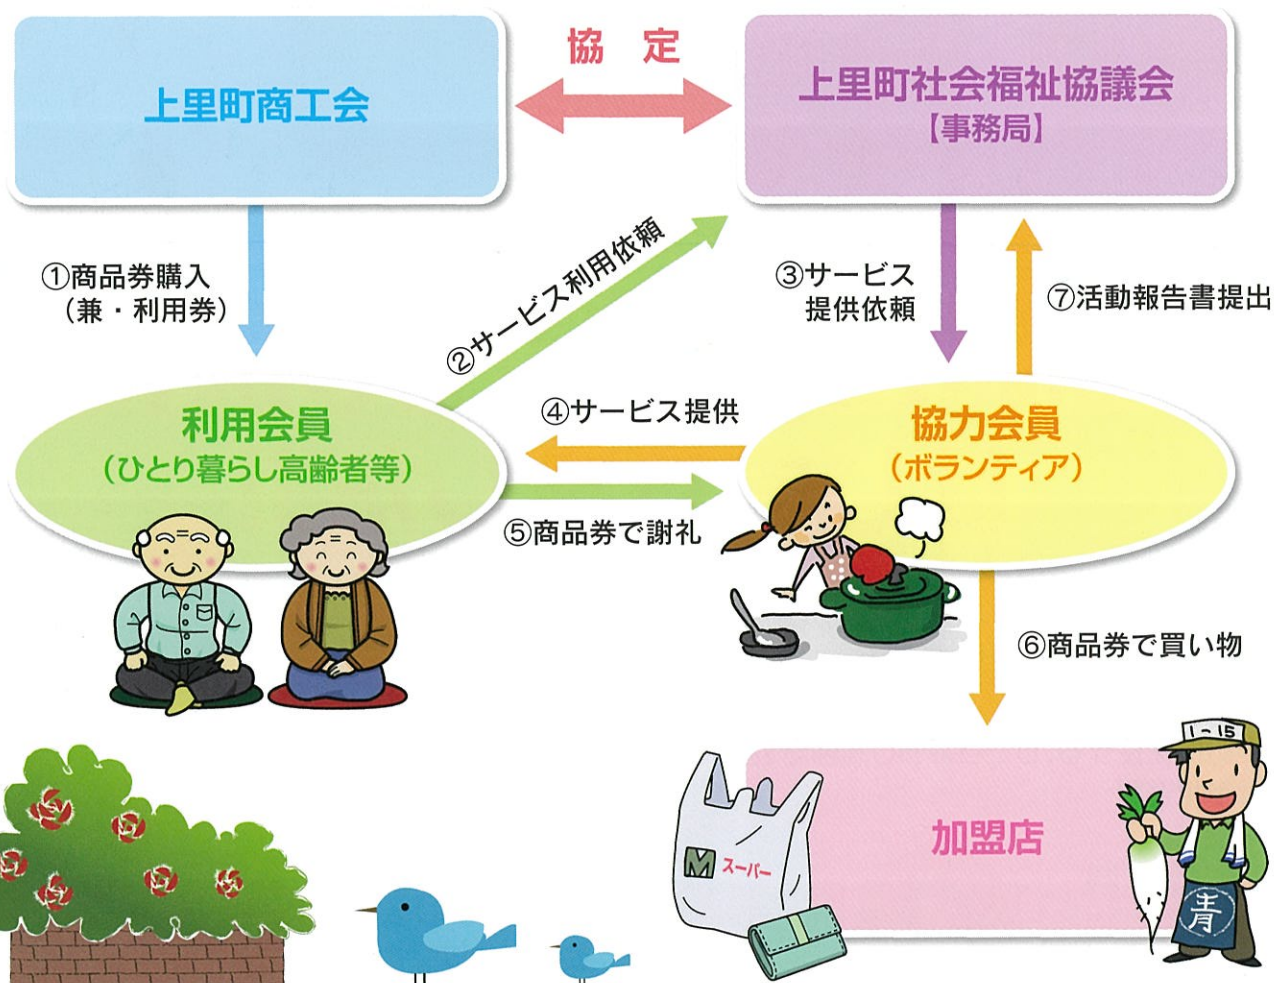 協 定
上里町商工会
上里町社会福祉協議会
【事務局】
①商品券購入
(兼・利用券)
②サービス利用依頼
③サービス
提供依頼
⑦活動報告書提出
利用会員
(ひとり暮らし高齢者等)
④サービス提供
協力会員
(ボランティア)
⑤商品券で謝礼
⑥商品券で買い物
加盟店
M スーパー
1-15
青